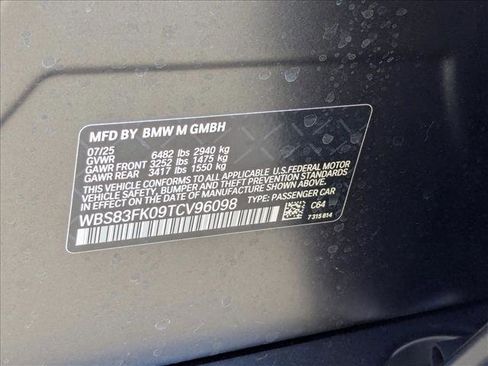 MFD BY BMW M GMBH
07/25
GVWR 6482 lbs 2940 kg
GAWR FRONT 3252 lbs 1475 kg
GAWR REAR 3417 lbs 1550 kg
THIS VEHICLE CONFORMS TO ALL APPLICABLE U.S.FEDERAL MOTOR
VEHICLE SAFETY, BUMPER AND THEFT PREVENTION STANDARDS
IN EFFECT ON THE DATE OF MANUFACTURE SHOWN ABOVE.
WBS83FK09TCV96098 TYPE: PASSENGER CAR
C64
7 315 814